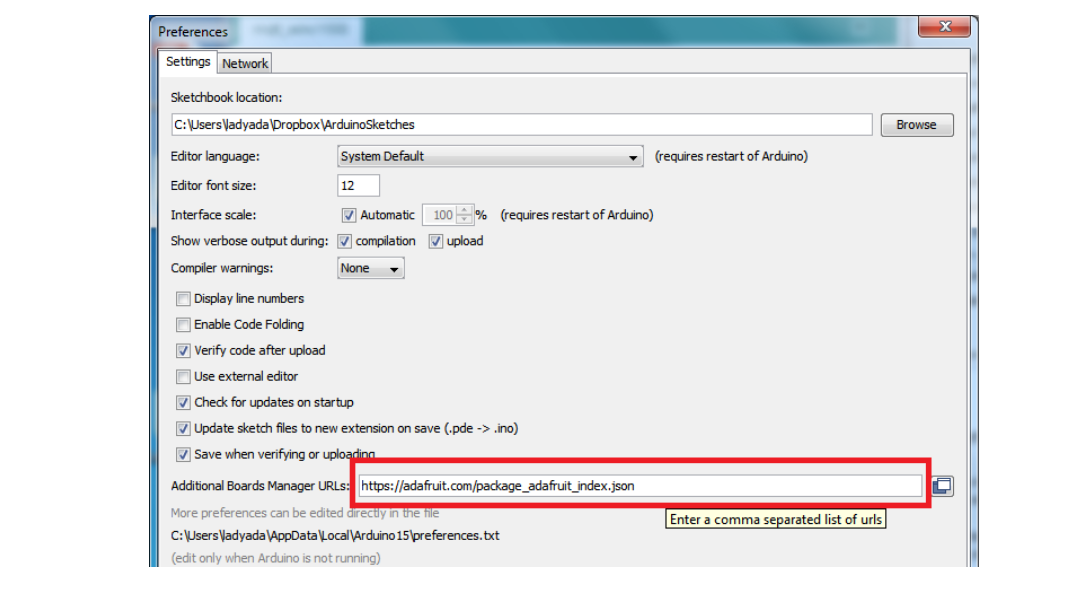 Preferences
Settings Network
Sketchbook location:
C:\Users\ladyada\Dropbox\ArduinoSketches Browse
Editor language: System Default (requires restart of Arduino)
Editor font size: 12
Interface scale: Automatic 100 % (requires restart of Arduino)
Show verbose output during: compilation upload
Compiler warnings: None
Display line numbers
Enable Code Folding
Verify code after upload
Use external editor
Check for updates on startup
Update sketch files to new extension on save (.pde -> .ino)
Save when verifying or uploading
Additional Boards Manager URLs: https://adafruit.com/package_adafruit_index.json
More preferences can be edited directly in the file
Enter a comma separated list of urls
C:\Users\ladyada\AppData\Local\Arduino15\preferences.txt
(edit only when Arduino is not running)